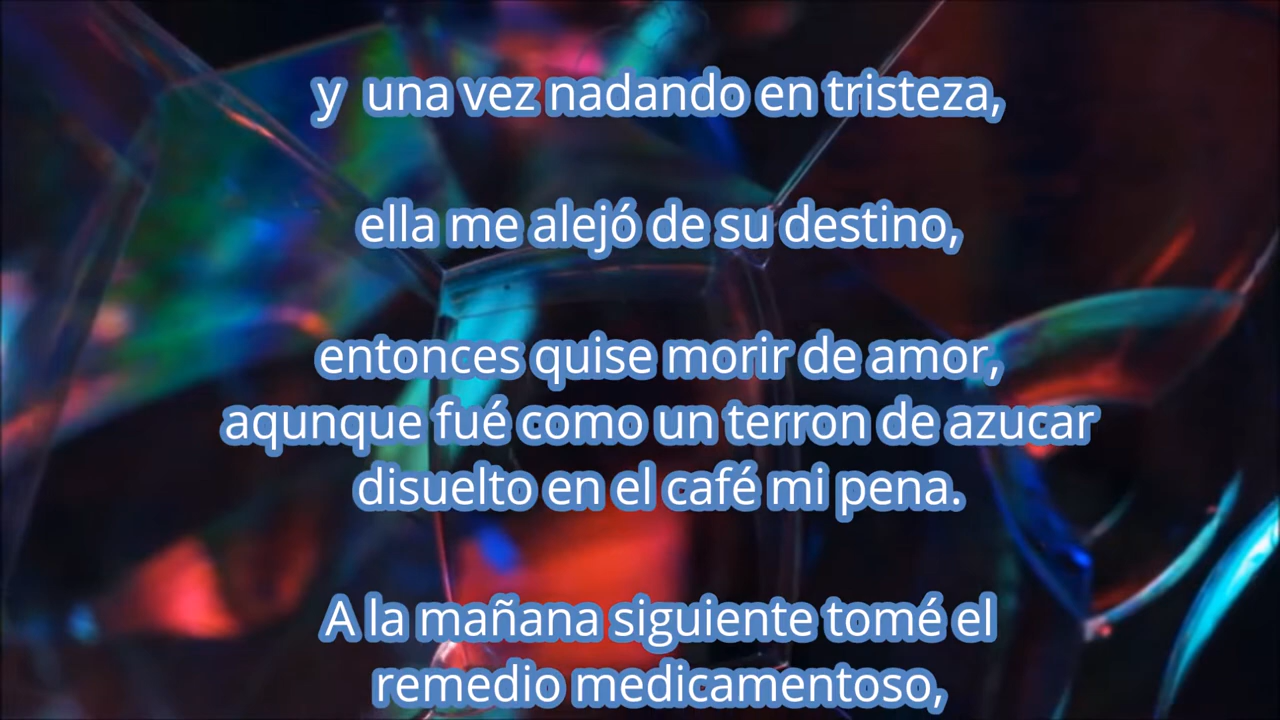 y  una vez nadando en tristeza,
ella me alejó de su destino,
entonces quise morir de amor,
aqunque fué como un terron de azucar
disuelto en el café mi pena.
A la mañana siguiente tomé el
remedio medicamentoso,